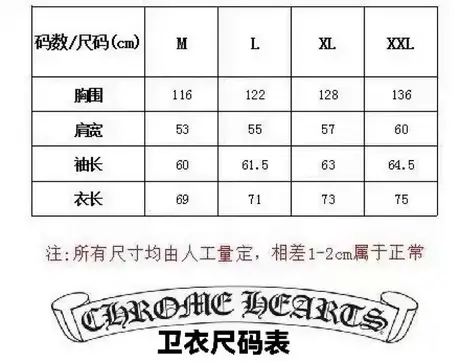 码数/尺码(cm) M L XL XXL
胸围 116 122 128 136
肩宽 53 55 57 60
袖长 60 61.5 63 64.5
衣长 69 71 73 75
注:所有尺寸均由人工量定，相差1-2cm属于正常
CHROME HEARTS
卫衣尺码表